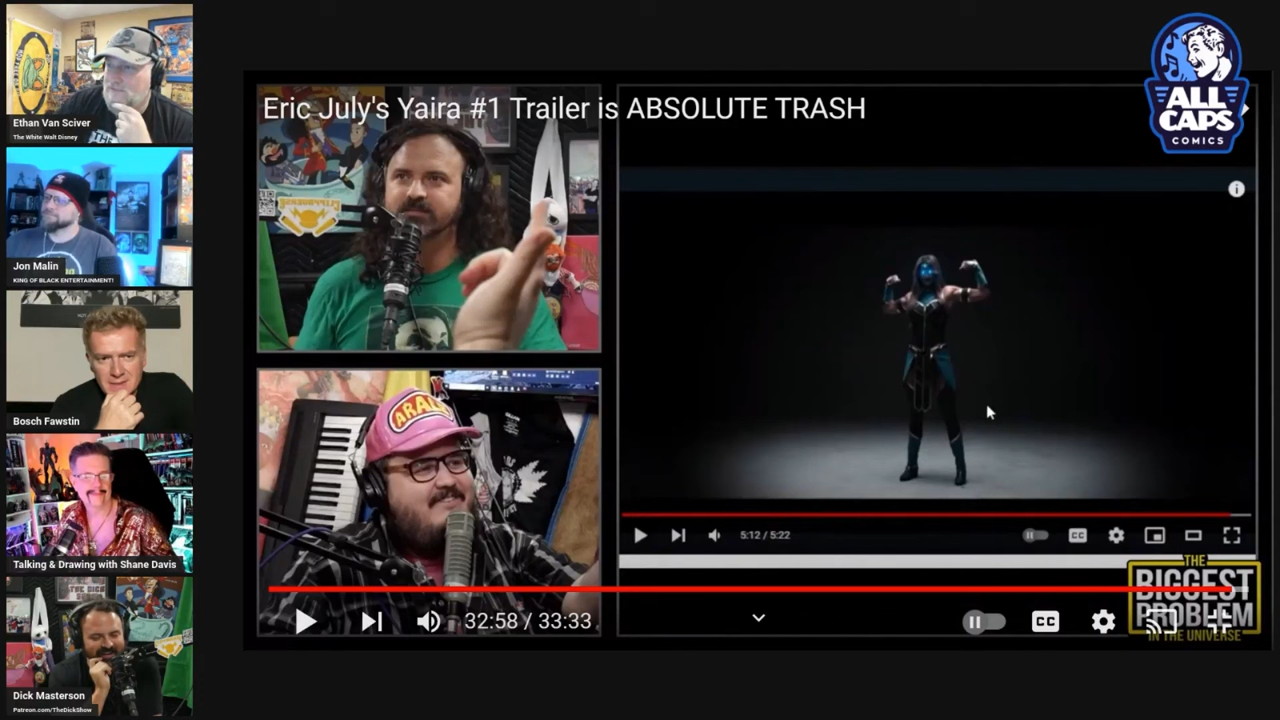 Ethan Van Sciver
The White Walt Disney
Jon Malin
KING OF BLACK ENTERTAINMENT!
Bosch Fawstin
Talking & Drawing with Shane Davis
Dick Masterson
Patreon.com/TheDickShow
Eric July's Yaira #1 Trailer is ABSOLUTE TRASH
ALL
CAPS
COMICS
5:12 / 5:22
CC
32:58 / 33:33
CC
THE
BIGGEST
PROBLEM
IN THE UNIVERSE